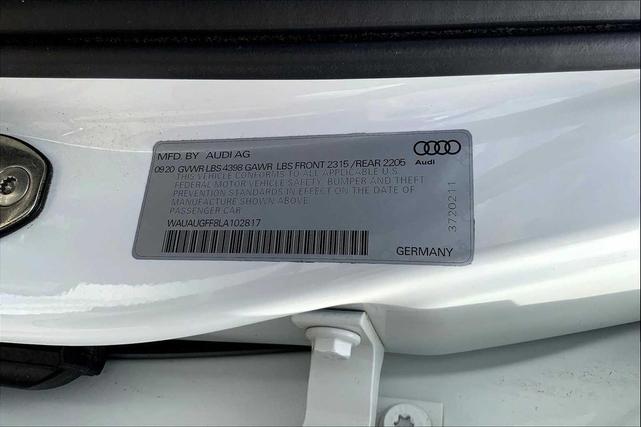 MFD. BY AUDI AG
0920 GVWR LBS 4398 GAWR LBS FRONT 2315 / REAR 2205
THIS VEHICLE CONFORMS TO ALL APPLICABLE U.S.
FEDERAL MOTOR VEHICLE SAFETY, BUMPER AND THEFT
PREVENTION STANDARDS IN EFFECT ON THE DATE OF
MANUFACTURE SHOWN ABOVE.
PASSENGER CAR
WAUAUGFF8LA102817
Audi
3720211
GERMANY